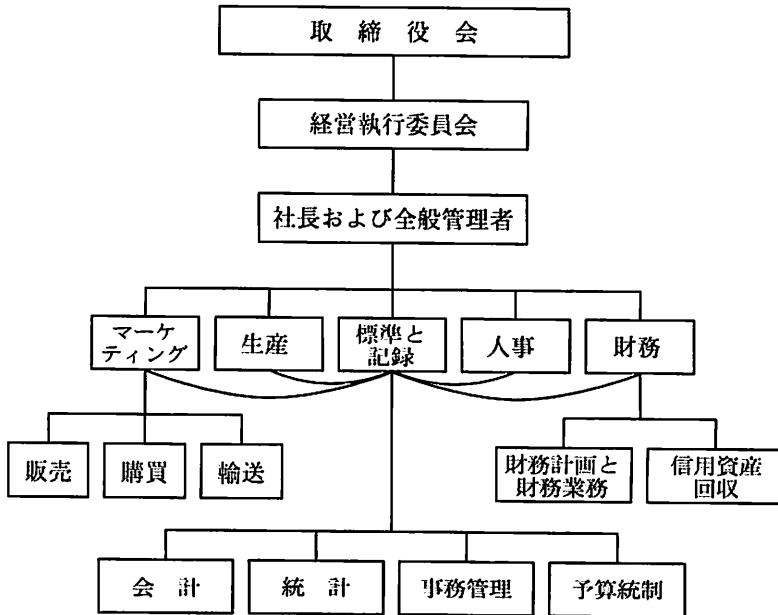 取締役会
経営執行委員会
社長および全般管理者
マーケ
ティング
生産
標準と
記録
人事
財務
販売
購買
輸送
財務計画と
財務業務
信用資産
回収
会計
統計
事務管理
予算統制